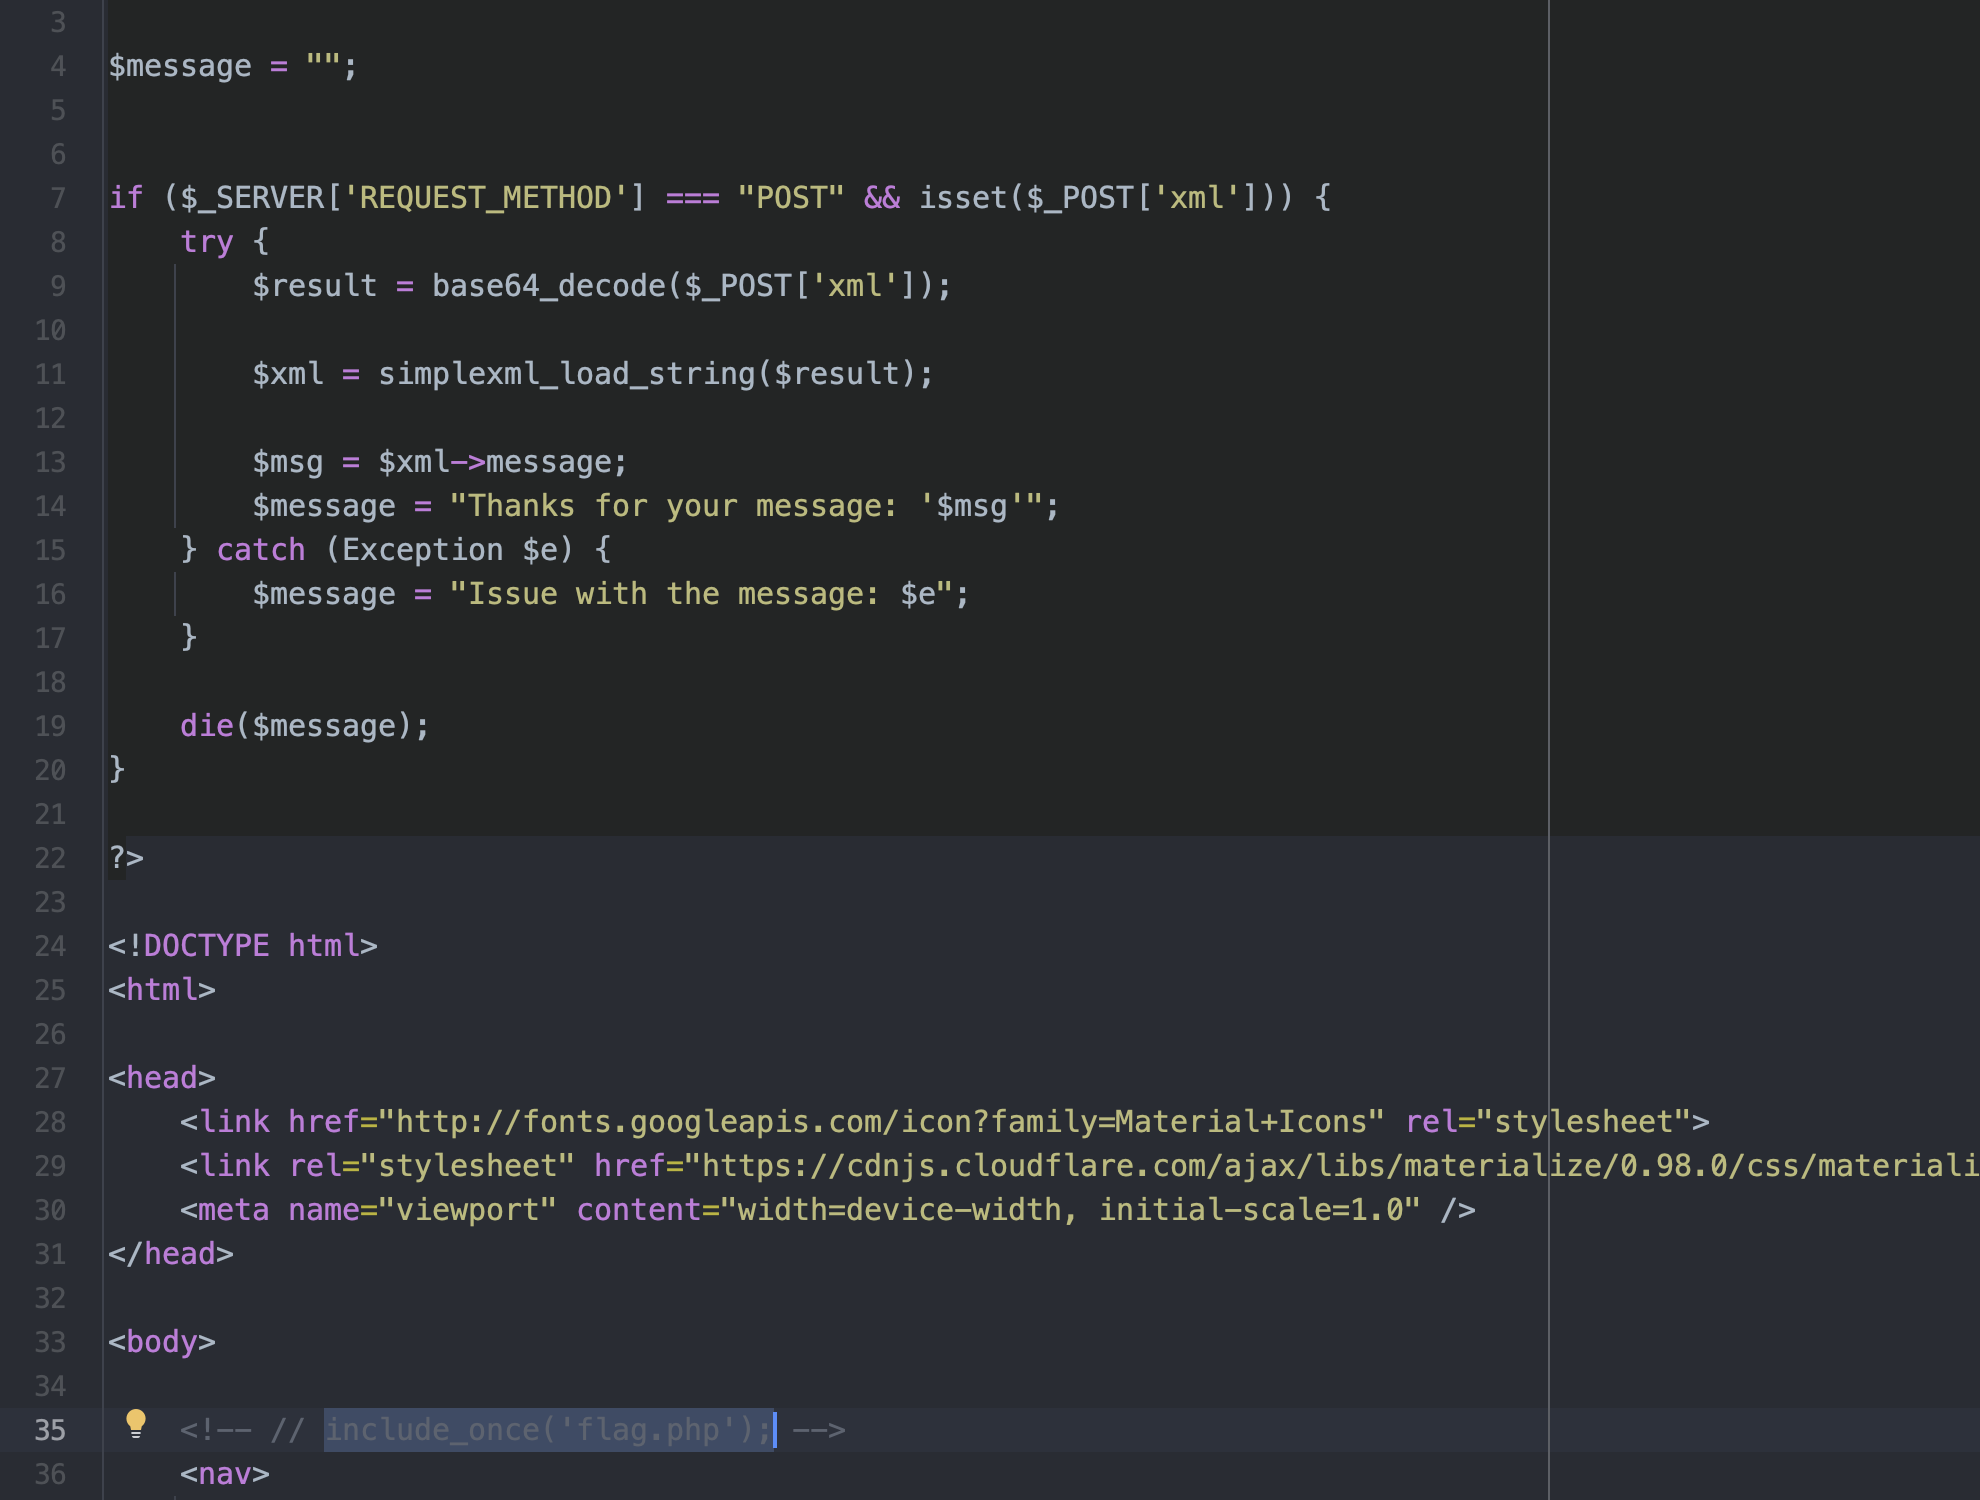 3
4 $message = "";
5
6
7 if ($_SERVER['REQUEST_METHOD'] === "POST" && isset($_POST['xml'])) {
8     try {
9         $result = base64_decode($_POST['xml']);
10
11         $xml = simplexml_load_string($result);
12
13         $msg = $xml->message;
14         $message = "Thanks for your message: '$msg'";
15     } catch (Exception $e) {
16         $message = "Issue with the message: $e";
17     }
18
19     die($message);
20 }
21
22 ?>
23
24 <!DOCTYPE html>
25 <html>
26
27 <head>
28     <link href="http://fonts.googleapis.com/icon?family=Material+Icons" rel="stylesheet">
29     <link rel="stylesheet" href="https://cdnjs.cloudflare.com/ajax/libs/materialize/0.98.0/css/materiali
30     <meta name="viewport" content="width=device-width, initial-scale=1.0" />
31 </head>
32
33 <body>
34
35     <!-- // include_once('flag.php'); -->
36     <nav>